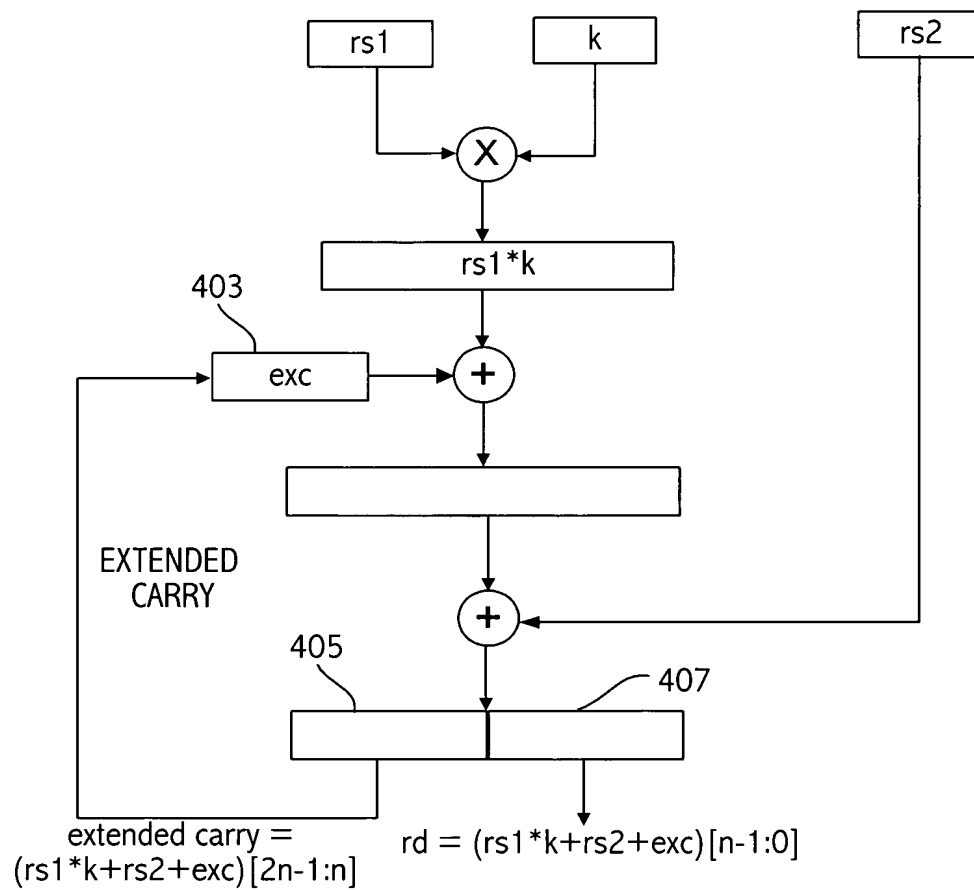 rs1
k
rs2
X
rs1*k
403
exc
+
EXTENDED
CARRY
+
405
407
extended carry =
(rs1*k+rs2+exc)[2n-1:n]
rd = (rs1*k+rs2+exc)[n-1:0]